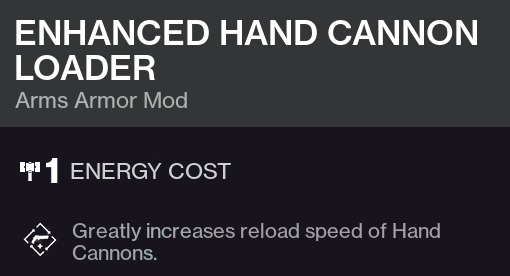 ENHANCED HAND CANNON
LOADER
Arms Armor Mod
1 ENERGY COST
Greatly increases reload speed of Hand
Cannons.